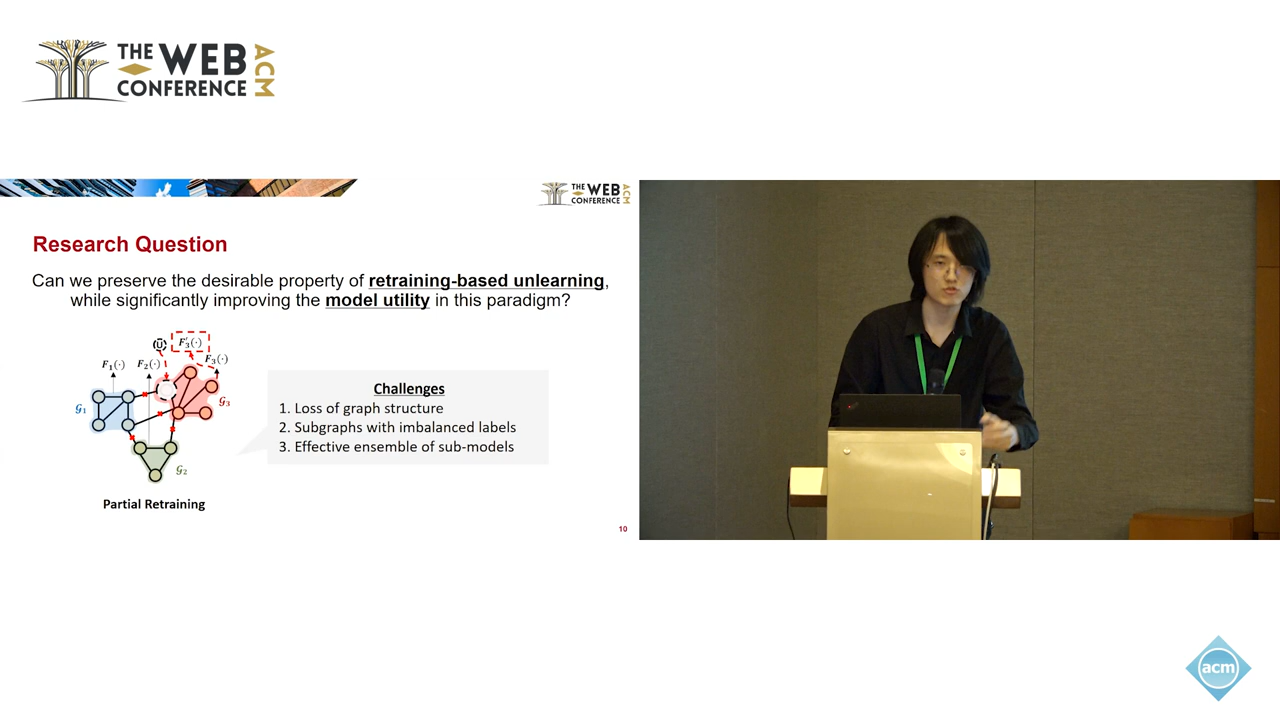 THE WEB
CONFERENCE
ACM
THE WEB
CONFERENCE
ACM
Research Question
Can we preserve the desirable property of retraining-based unlearning,
while significantly improving the model utility in this paradigm?
F₁(·) F₂(·) F₃′(·) F₃(·)
𝒢₁
𝒢₃
𝒢₂
Partial Retraining
Challenges
1. Loss of graph structure
2. Subgraphs with imbalanced labels
3. Effective ensemble of sub-models
10
acm